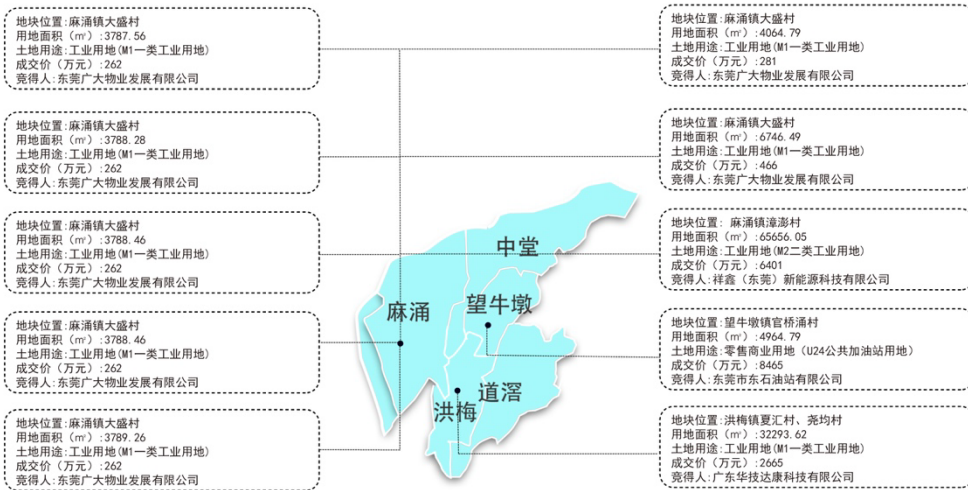 地块位置:麻涌镇大盛村
用地面积（㎡）:3787.56
土地用途:工业用地(M1一类工业用地)
成交价（万元）:262
竞得人:东莞广大物业发展有限公司
地块位置:麻涌镇大盛村
用地面积（㎡）:3788.28
土地用途:工业用地(M1一类工业用地)
成交价（万元）:262
竞得人:东莞广大物业发展有限公司
地块位置:麻涌镇大盛村
用地面积（㎡）:3788.46
土地用途:工业用地(M1一类工业用地)
成交价（万元）:262
竞得人:东莞广大物业发展有限公司
地块位置:麻涌镇大盛村
用地面积（㎡）:3788.46
土地用途:工业用地(M1一类工业用地)
成交价（万元）:262
竞得人:东莞广大物业发展有限公司
地块位置:麻涌镇大盛村
用地面积（㎡）:3789.26
土地用途:工业用地(M1一类工业用地)
成交价（万元）:262
竞得人:东莞广大物业发展有限公司
中堂
麻涌
望牛墩
道滘
洪梅
地块位置:麻涌镇大盛村
用地面积（㎡）:4064.79
土地用途:工业用地(M1一类工业用地)
成交价（万元）:281
竞得人:东莞广大物业发展有限公司
地块位置:麻涌镇大盛村
用地面积（㎡）:6746.49
土地用途:工业用地(M1一类工业用地)
成交价（万元）:466
竞得人:东莞广大物业发展有限公司
地块位置: 麻涌镇漳澎村
用地面积（㎡）:65656.05
土地用途:工业用地(M2二类工业用地)
成交价（万元）:6401
竞得人:祥鑫（东莞）新能源科技有限公司
地块位置:望牛墩镇官桥涌村
用地面积（㎡）:4964.79
土地用途:零售商业用地（U24公共加油站用地）
成交价（万元）:8465
竞得人:东莞市东石油站有限公司
地块位置:洪梅镇夏汇村、尧均村
用地面积（㎡）:32293.62
土地用途:工业用地(M1一类工业用地)
成交价（万元）:2665
竞得人:广东华技达康科技有限公司